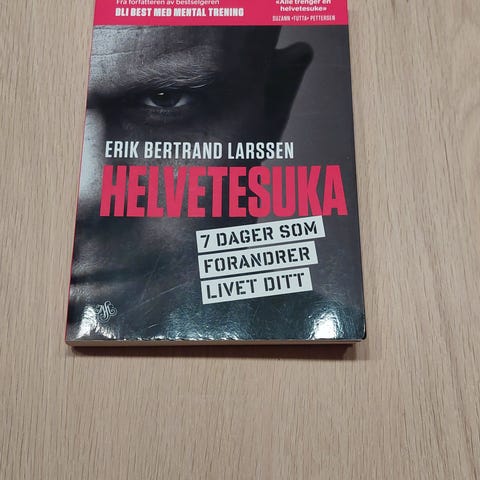 Fra forfatteren av bestselgeren
BLI BEST MED MENTAL TRENING
«Alle trenger en
helvetesuke»
SUZANN «TUTTA» PETTERSEN
ERIK BERTRAND LARSSEN
HELVETESUKA
7 DAGER SOM
FORANDRER
LIVET DITT